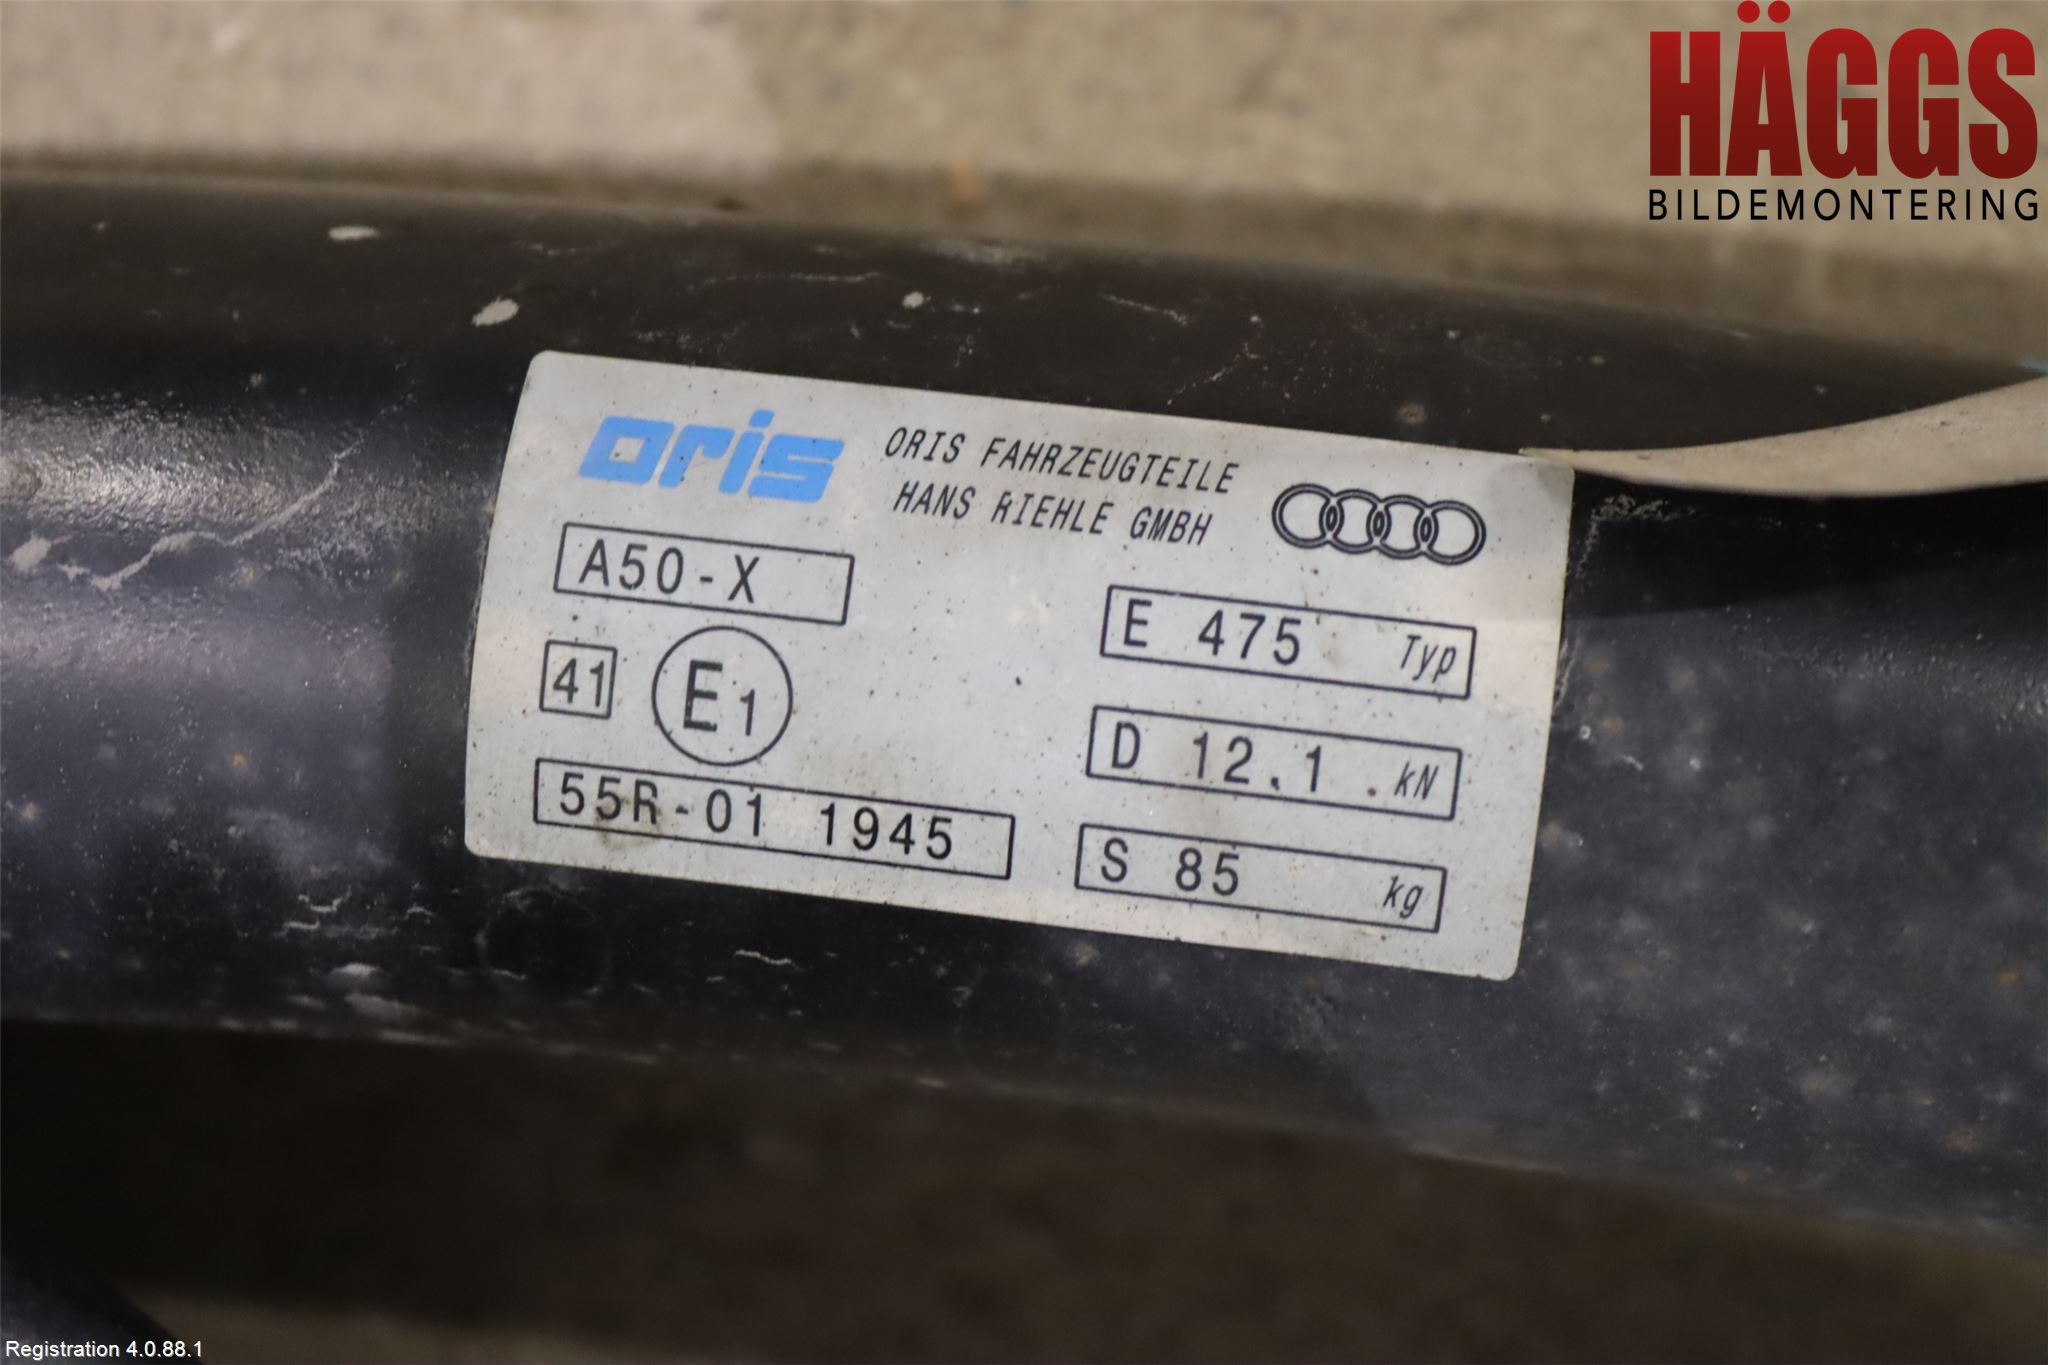 HÄGGS
BILDEMONTERING
oris
ORIS FAHRZEUGTEILE
HANS RIEHLE GMBH
A50-X
E 475 Typ
41 E1
D 12.1 kN
55R-01 1945
S 85 kg
Registration 4.0.88.1